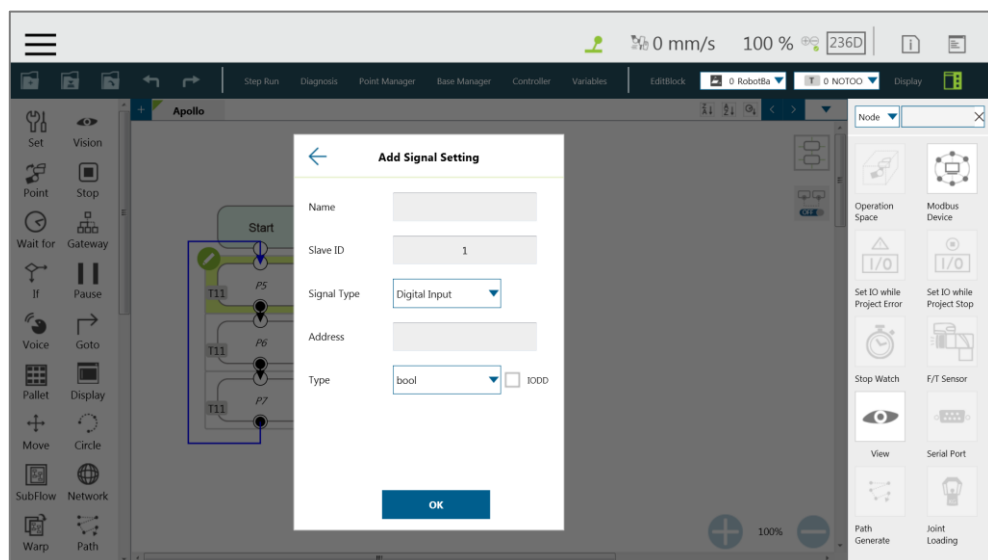 0 mm/s 100 % 236D
Step Run Diagnosis Point Manager Base Manager Controller Variables EditBlock 0 RobotBa T 0 NOTOO Display
+ Apollo
Node
Set Vision
Point Stop
Wait for Gateway
If Pause
Voice Goto
Pallet Display
Move Circle
SubFlow Network
Warp Path
Start
T11 P5
T11 P6
T11 P7
Add Signal Setting
Name
Slave ID 1
Signal Type Digital Input
Address
Type bool IODD
OK
OFF
100%
Operation
Space
Modbus
Device
I/O
I/O
Set IO while
Project Error
Set IO while
Project Stop
Stop Watch
F/T Sensor
View
Serial Port
Path
Generate
Joint
Loading